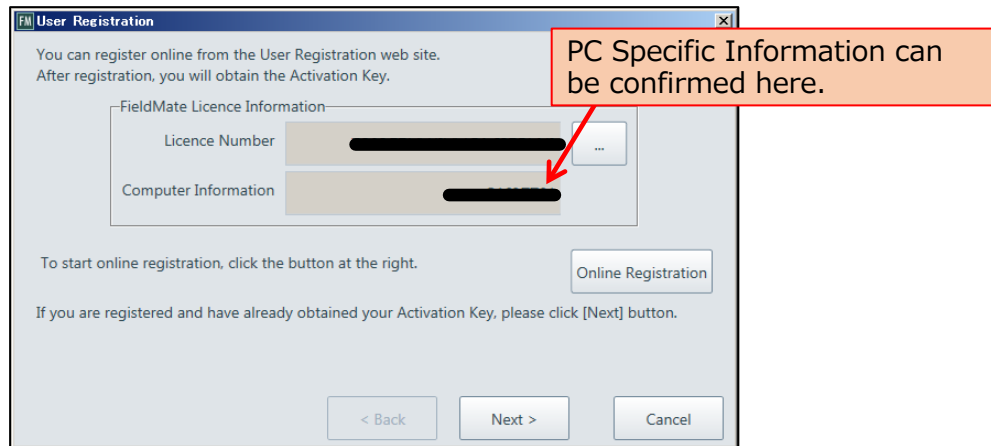 FM User Registration
You can register online from the User Registration web site.
After registration, you will obtain the Activation Key.
PC Specific Information can
be confirmed here.
FieldMate Licence Information
Licence Number
...
Computer Information
To start online registration, click the button at the right.
Online Registration
If you are registered and have already obtained your Activation Key, please click [Next] button.
< Back
Next >
Cancel